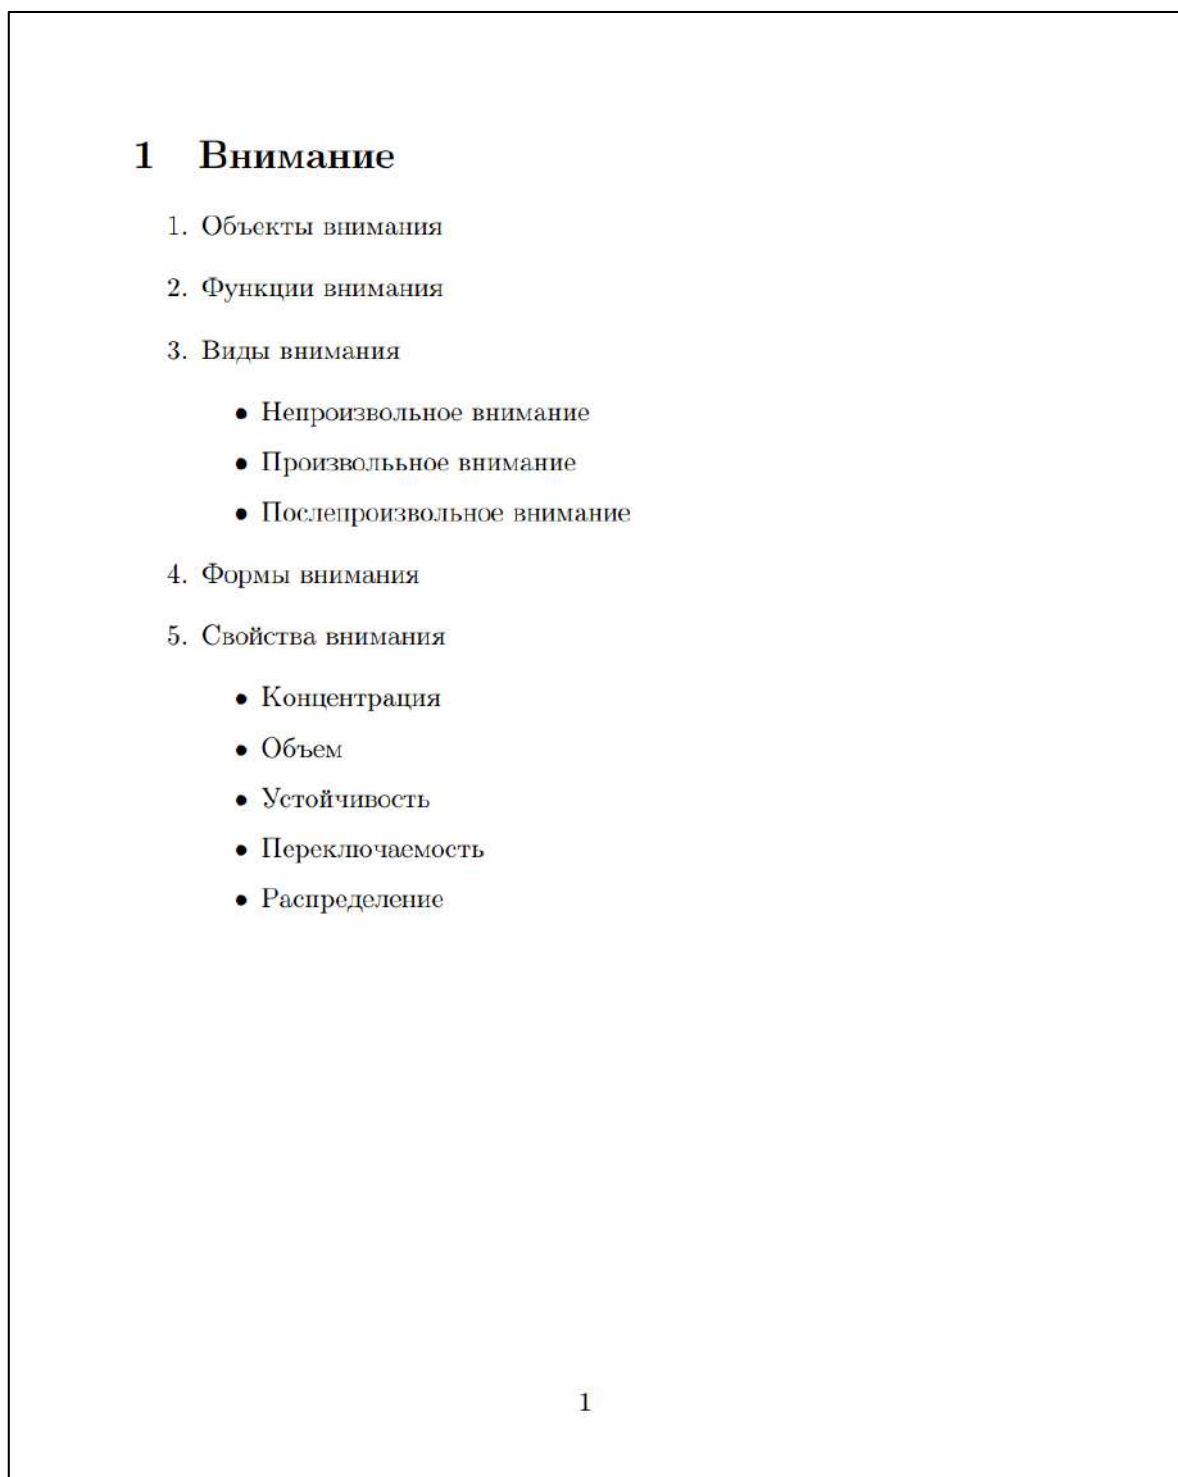 1 Внимание
1. Объекты внимания
2. Функции внимания
3. Виды внимания
• Непроизвольное внимание
• Произволььное внимание
• Послепроизвольное внимание
4. Формы внимания
5. Свойства внимания
• Концентрация
• Объем
• Устойчивость
• Переключаемость
• Распределение
1